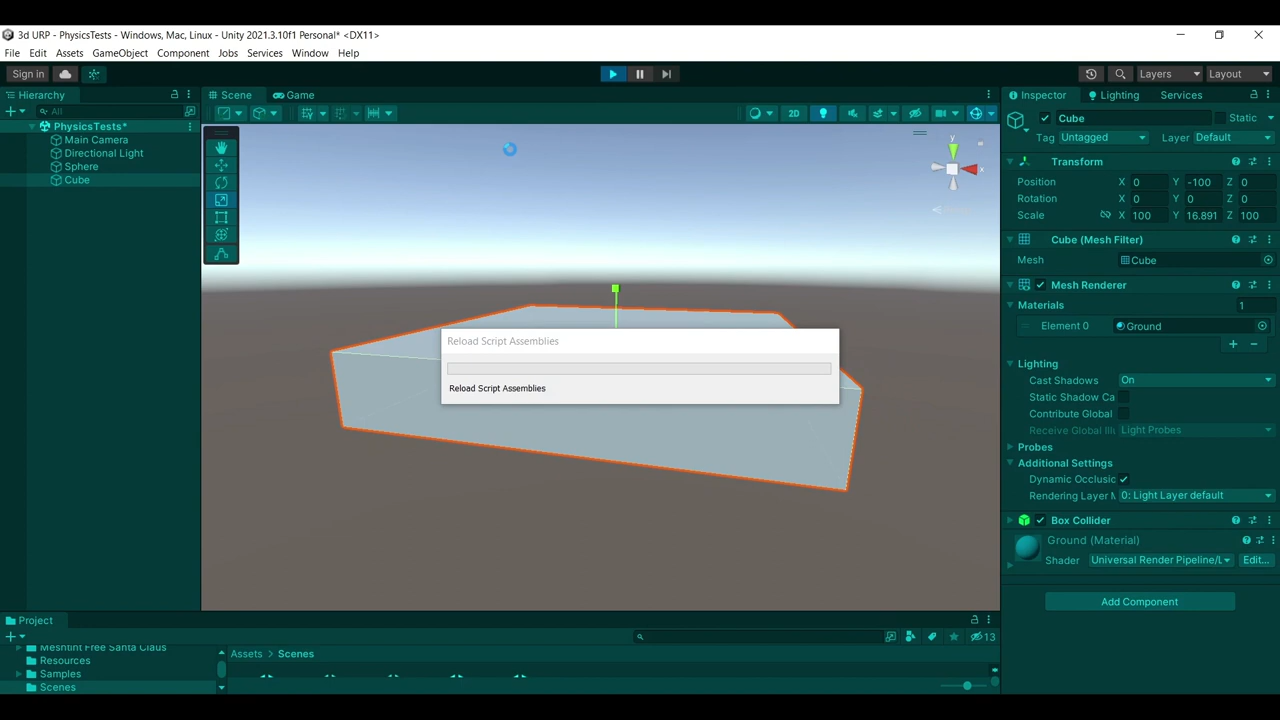 3d URP - PhysicsTests - Windows, Mac, Linux - Unity 2021.3.10f1 Personal* <DX11>
File Edit Assets GameObject Component Jobs Services Window Help
Sign in Layers Layout
Hierarchy
All
PhysicsTests*
Main Camera
Directional Light
Sphere
Cube
Scene Game
2D
y
x
Reload Script Assemblies
Reload Script Assemblies
Inspector Lighting Services
Cube Static
Tag Untagged Layer Default
Transform
Position X 0 Y -100 Z 0
Rotation X 0 Y 0 Z 0
Scale X 100 Y 16.891 Z 100
Cube (Mesh Filter)
Mesh Cube
Mesh Renderer
Materials 1
Element 0 Ground
Lighting
Cast Shadows On
Static Shadow Ca
Contribute Global
Receive Global Illu Light Probes
Probes
Additional Settings
Dynamic Occlusic
Rendering Layer M 0: Light Layer default
Box Collider
Ground (Material)
Shader Universal Render Pipeline/L Edit...
Add Component
Project
13
Meshtint Free Santa Claus
Resources
Samples
Scenes
Assets > Scenes